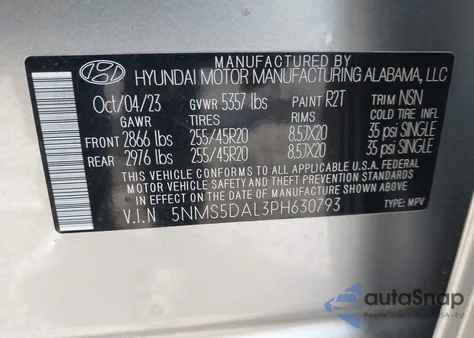 MANUFACTURED BY
HYUNDAI MOTOR MANUFACTURING ALABAMA, LLC
Oct/04/23 GVWR 5357 lbs PAINT R2T TRIM NSN
GAWR TIRES RIMS COLD TIRE INFL
FRONT 2866 lbs 255/45R20 8.5JX20 35 psi SINGLE
REAR 2976 lbs 255/45R20 8.5JX20 35 psi SINGLE
THIS VEHICLE CONFORMS TO ALL APPLICABLE U.S.A FEDERAL
MOTOR VEHICLE SAFETY AND THEFT PREVENTION STANDARDS
IN EFFECT ON THE DATE OF MANUFACTURE SHOWN ABOVE.
V.I.N 5NMS5DAL3PH630793 TYPE: MPV
autoSnap